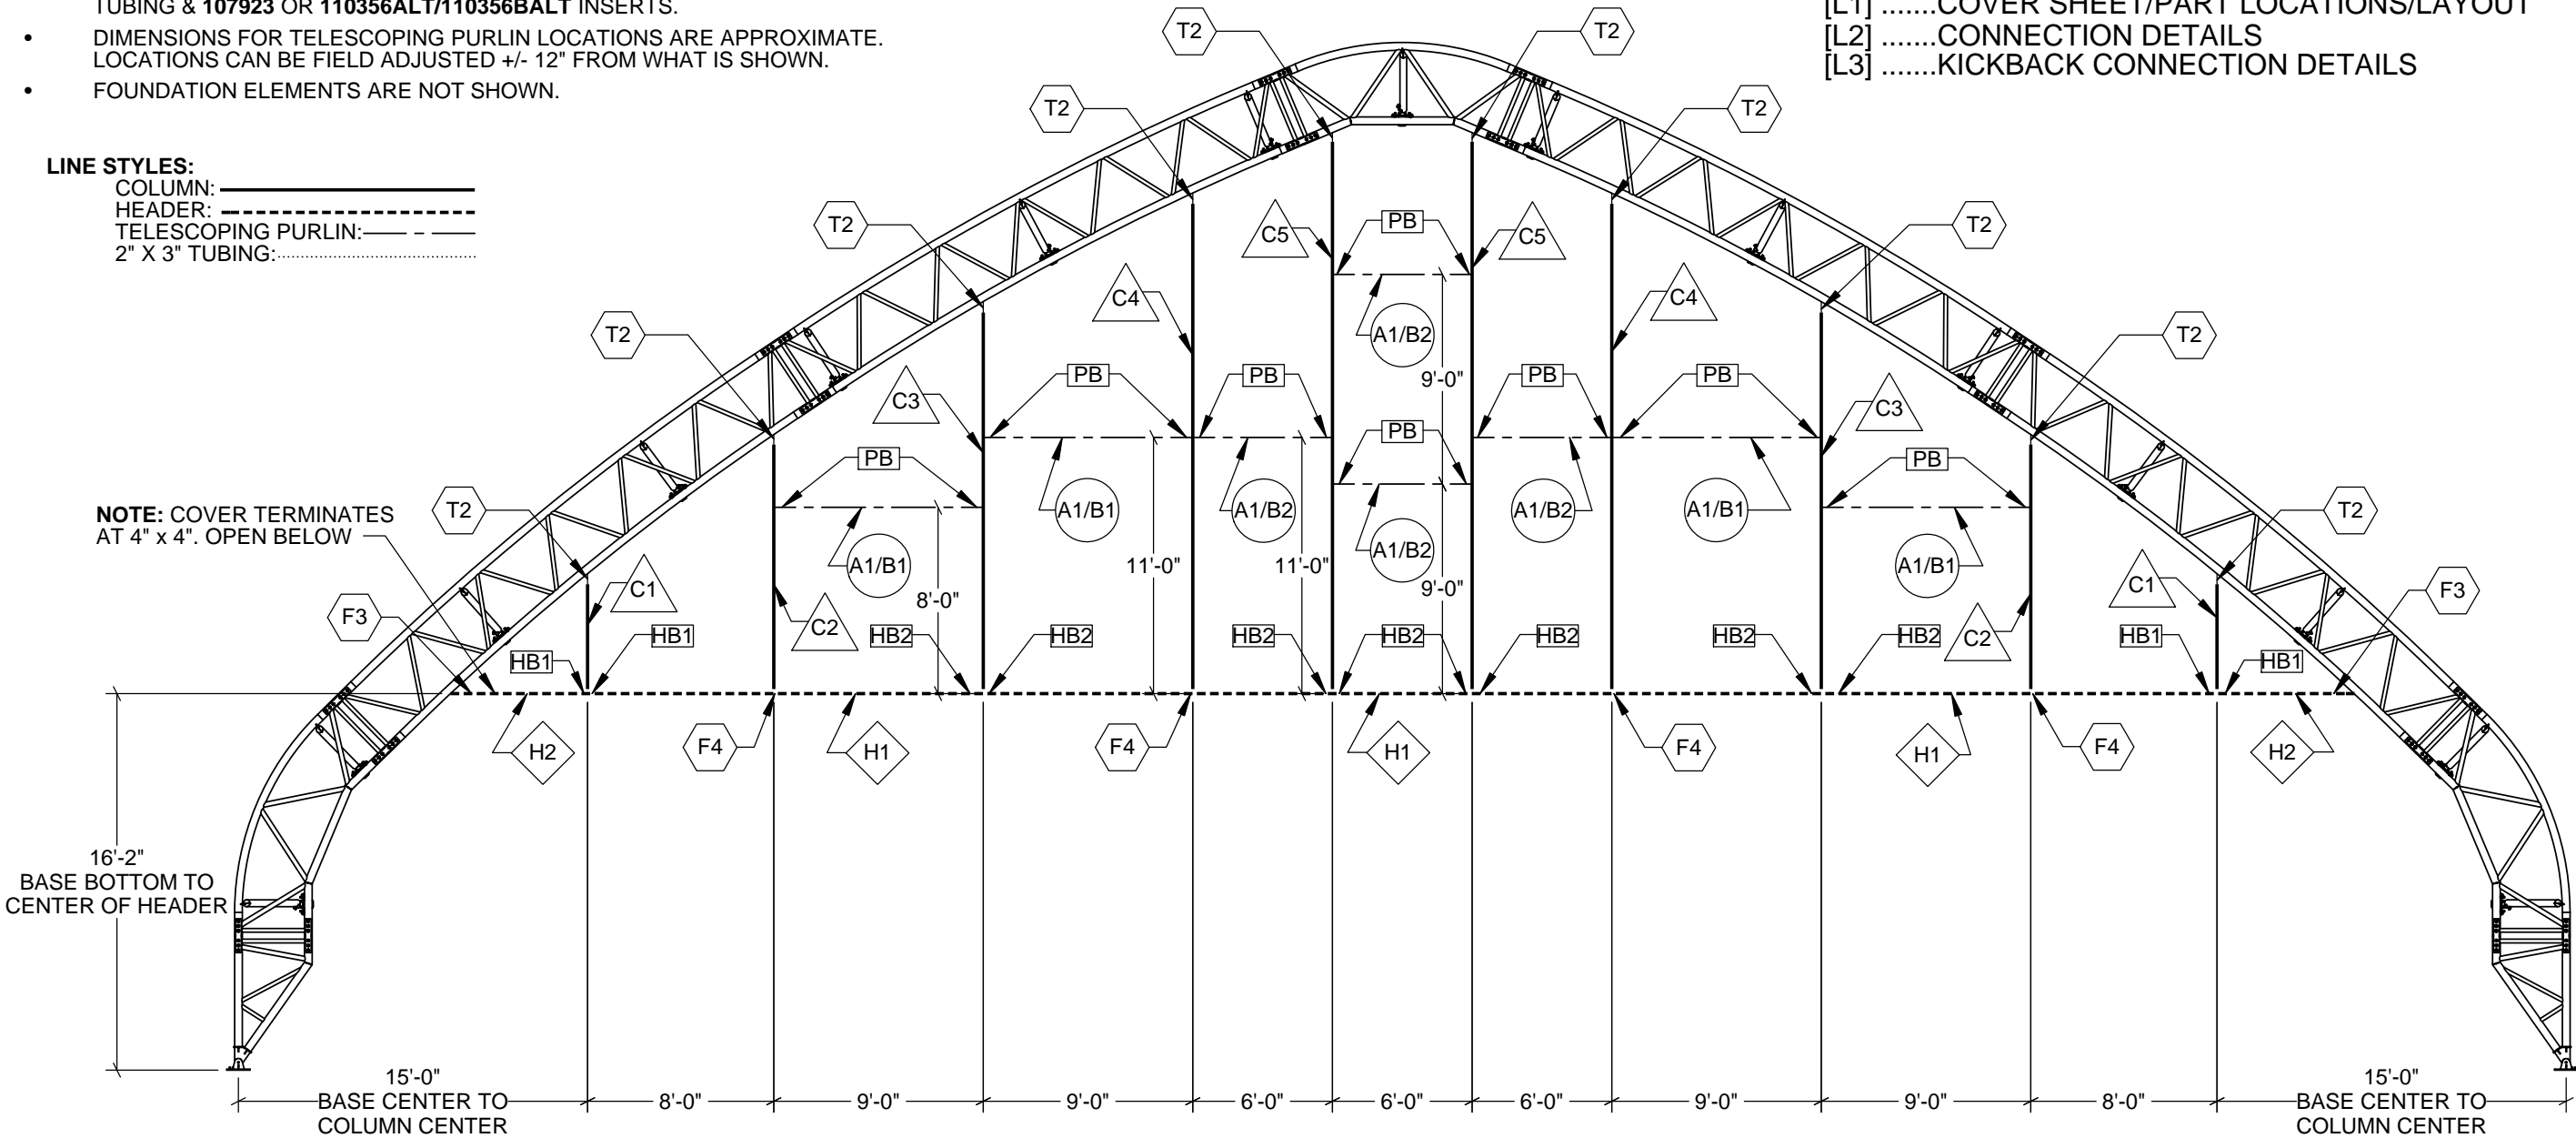 TUBING & 107923 OR 110356ALT/110356BALT INSERTS.
• DIMENSIONS FOR TELESCOPING PURLIN LOCATIONS ARE APPROXIMATE.
LOCATIONS CAN BE FIELD ADJUSTED +/- 12" FROM WHAT IS SHOWN.
• FOUNDATION ELEMENTS ARE NOT SHOWN.
[L1] .......COVER SHEET/PART LOCATIONS/LAYOUT
[L2] .......CONNECTION DETAILS
[L3] .......KICKBACK CONNECTION DETAILS
LINE STYLES:
COLUMN:
HEADER:
TELESCOPING PURLIN:
2" X 3" TUBING:
T2
T2
T2
T2
T2
T2
T2
T2
T2
T2
C5
PB
C5
C4
A1/B2
C4
9'-0"
C3
PB
PB
PB
PB
C3
PB
PB
PB
NOTE: COVER TERMINATES
AT 4" x 4". OPEN BELOW
A1/B1
A1/B2
A1/B2
A1/B1
A1/B1
A1/B2
A1/B1
11'-0"
11'-0"
9'-0"
8'-0"
F3
C1
C2
C2
C1
F3
HB1
HB1
HB2
HB2
HB2
HB2
HB2
HB2
HB2
HB1
HB1
H2
F4
H1
F4
H1
F4
H1
F4
H2
16'-2"
BASE BOTTOM TO
CENTER OF HEADER
15'-0"
BASE CENTER TO
COLUMN CENTER
8'-0"
9'-0"
9'-0"
6'-0"
6'-0"
6'-0"
9'-0"
9'-0"
8'-0"
15'-0"
BASE CENTER TO
COLUMN CENTER